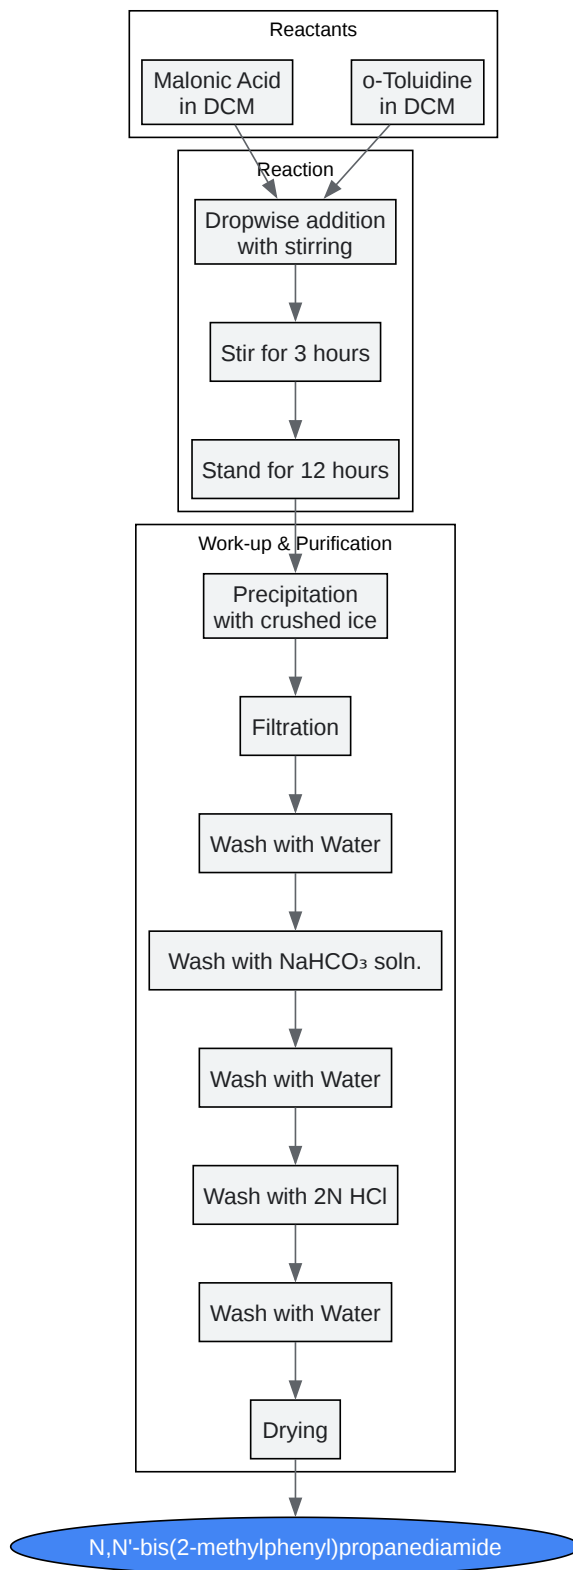 Reactants
Malonic Acid
in DCM
o-Toluidine
in DCM
Reaction
Dropwise addition
with stirring
Stir for 3 hours
Stand for 12 hours
Work-up & Purification
Precipitation
with crushed ice
Filtration
Wash with Water
Wash with NaHCO₃ soln.
Wash with Water
Wash with 2N HCl
Wash with Water
Drying
N,N'-bis(2-methylphenyl)propanediamide